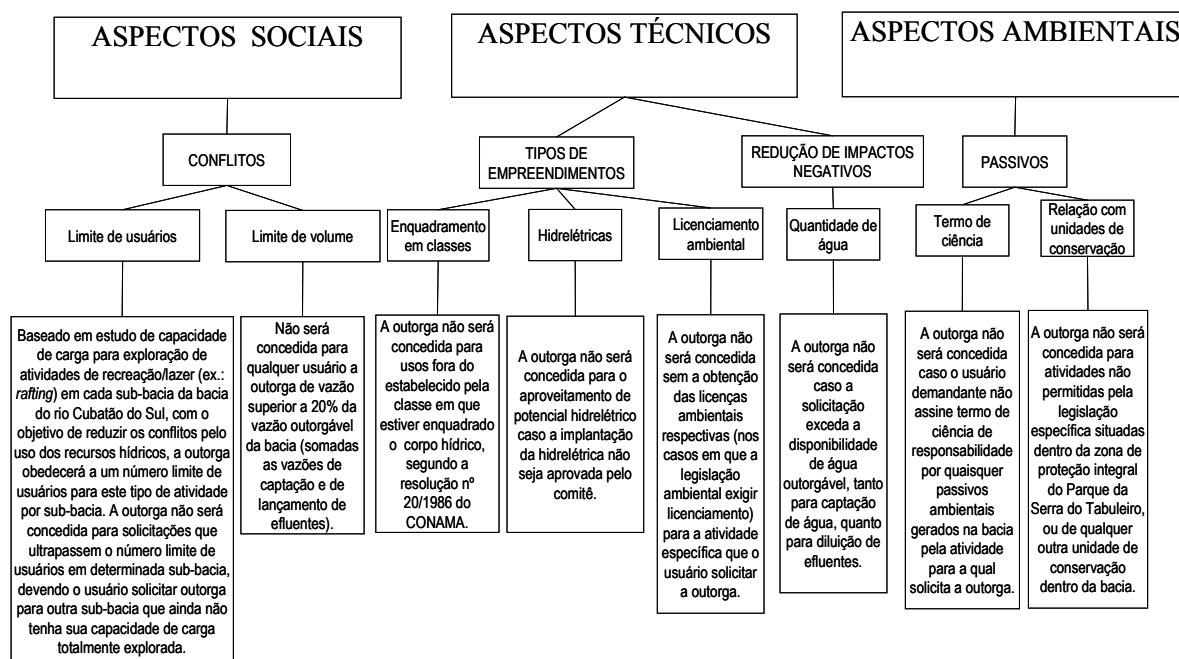 ASPECTOS SOCIAIS
ASPECTOS TÉCNICOS
ASPECTOS AMBIENTAIS
CONFLITOS
TIPOS DE
EMPREENDIMENTOS
REDUÇÃO DE IMPACTOS
NEGATIVOS
PASSIVOS
Limite de usuários
Limite de volume
Enquadramento
em classes
Hidrelétricas
Licenciamento
ambiental
Quantidade de
água
Termo de
ciência
Relação com
unidades de
conservação
Baseado em estudo de capacidade
de carga para exploração de
atividades de recreação/lazer (ex.:
rafting) em cada sub-bacia da bacia
do rio Cubatão do Sul, com o
objetivo de reduzir os conflitos pelo
uso dos recursos hídricos, a outorga
obedecerá a um número limite de
usuários para este tipo de atividade
por sub-bacia. A outorga não será
concedida para solicitações que
ultrapassem o número limite de
usuários em determinada sub-bacia,
devendo o usuário solicitar outorga
para outra sub-bacia que ainda não
tenha sua capacidade de carga
totalmente explorada.
Não será
concedida para
qualquer usuário a
outorga de vazão
superior a 20% da
vazão outorgável
da bacia (somadas
as vazões de
captação e de
lançamento de
efluentes).
A outorga não será
concedida para
usos fora do
estabelecido pela
classe em que
estiver enquadrado
o corpo hídrico,
segundo a
resolução nº
20/1986 do
CONAMA.
A outorga não será
concedida para o
aproveitamento de
potencial hidrelétrico
caso a implantação
da hidrelétrica não
seja aprovada pelo
comitê.
A outorga não
será concedida
sem a obtenção
das licenças
ambientais
respectivas (nos
casos em que a
legislação
ambiental exigir
licenciamento)
para a atividade
específica que o
usuário solicitar
a outorga.
A outorga não
será concedida
caso a
solicitação
exceda a
disponibilidade
de água
outorgável, tanto
para captação
de água, quanto
para diluição de
efluentes.
A outorga não
será concedida
caso o usuário
demandante não
assine termo de
ciência de
responsabilidade
por quaisquer
passivos
ambientais
gerados na bacia
pela atividade
para a qual
solicita a outorga.
A outorga não será
concedida para
atividades não
permitidas pela
legislação
específica situadas
dentro da zona de
proteção integral
do Parque da
Serra do Tabuleiro,
ou de qualquer
outra unidade de
conservação
dentro da bacia.